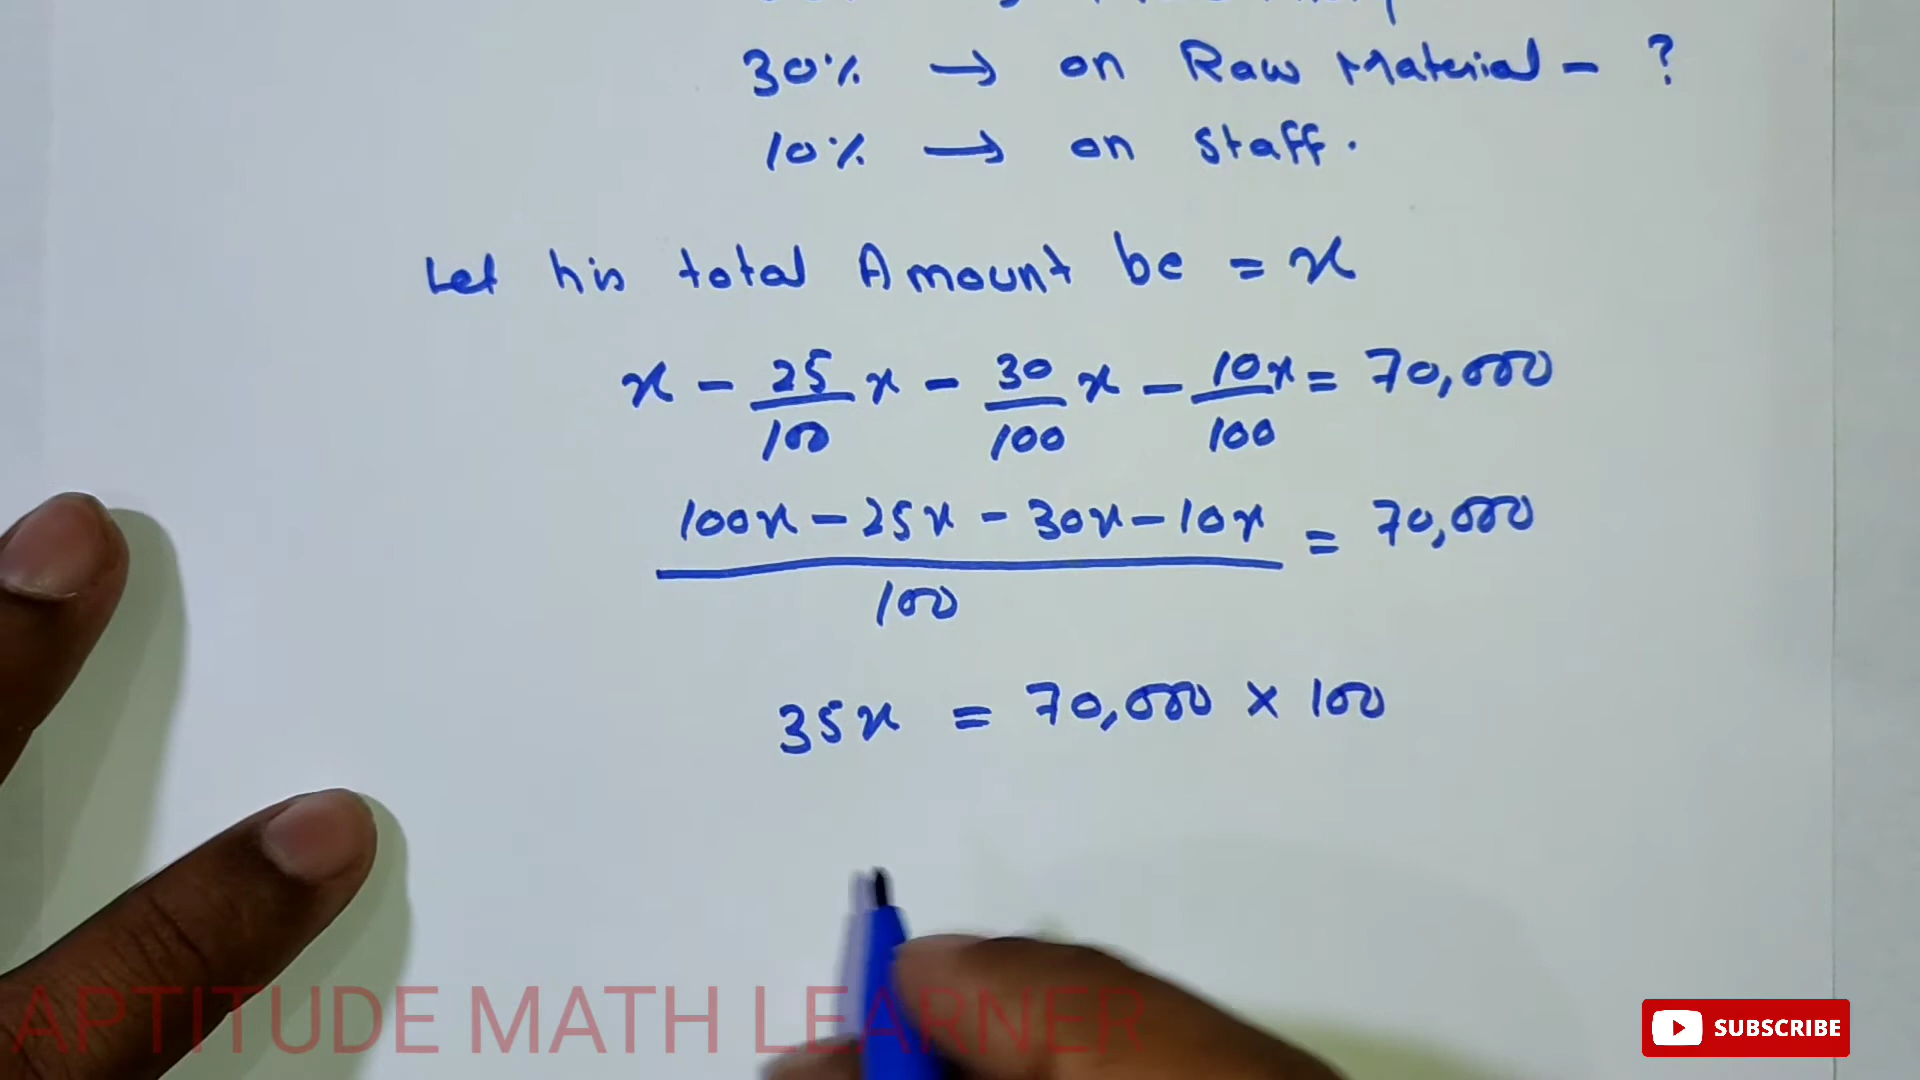 30% → on Raw Material - ?
10% → on Staff.
Let his total Amount be = x
x - 25/100 x - 30/100 x - 10x/100 = 70,000
100x - 25x - 30x - 10x / 100 = 70,000
35x = 70,000 × 100
APTITUDE MATH LEARNER
SUBSCRIBE